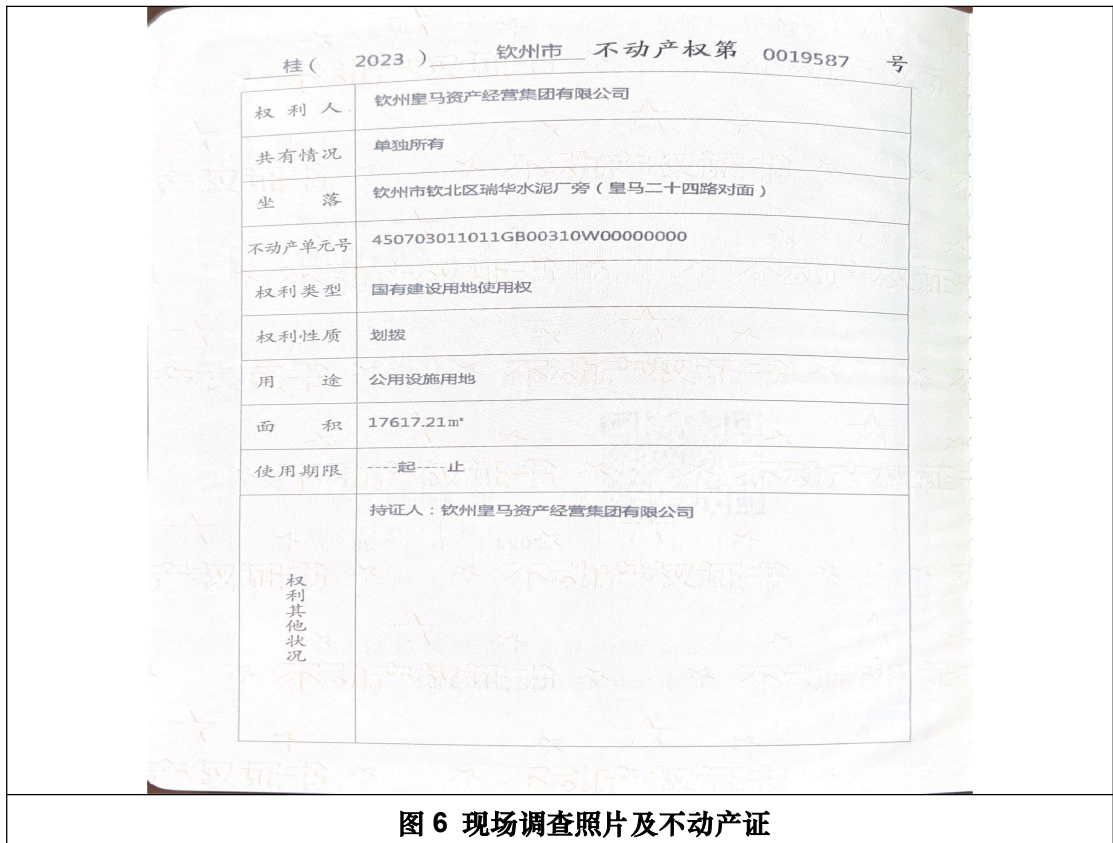 桂( 2023 ) 钦州市 不动产权第 0019587 号
权利人 钦州皇马资产经营集团有限公司
共有情况 单独所有
坐落 钦州市钦北区瑞华水泥厂旁(皇马二十四路对面)
不动产单元号 450703011011GB00310W00000000
权利类型 国有建设用地使用权
权利性质 划拨
用途 公用设施用地
面积 17617.21㎡
使用期限 ----起----止
权利其他状况
持证人:钦州皇马资产经营集团有限公司
图 6 现场调查照片及不动产证